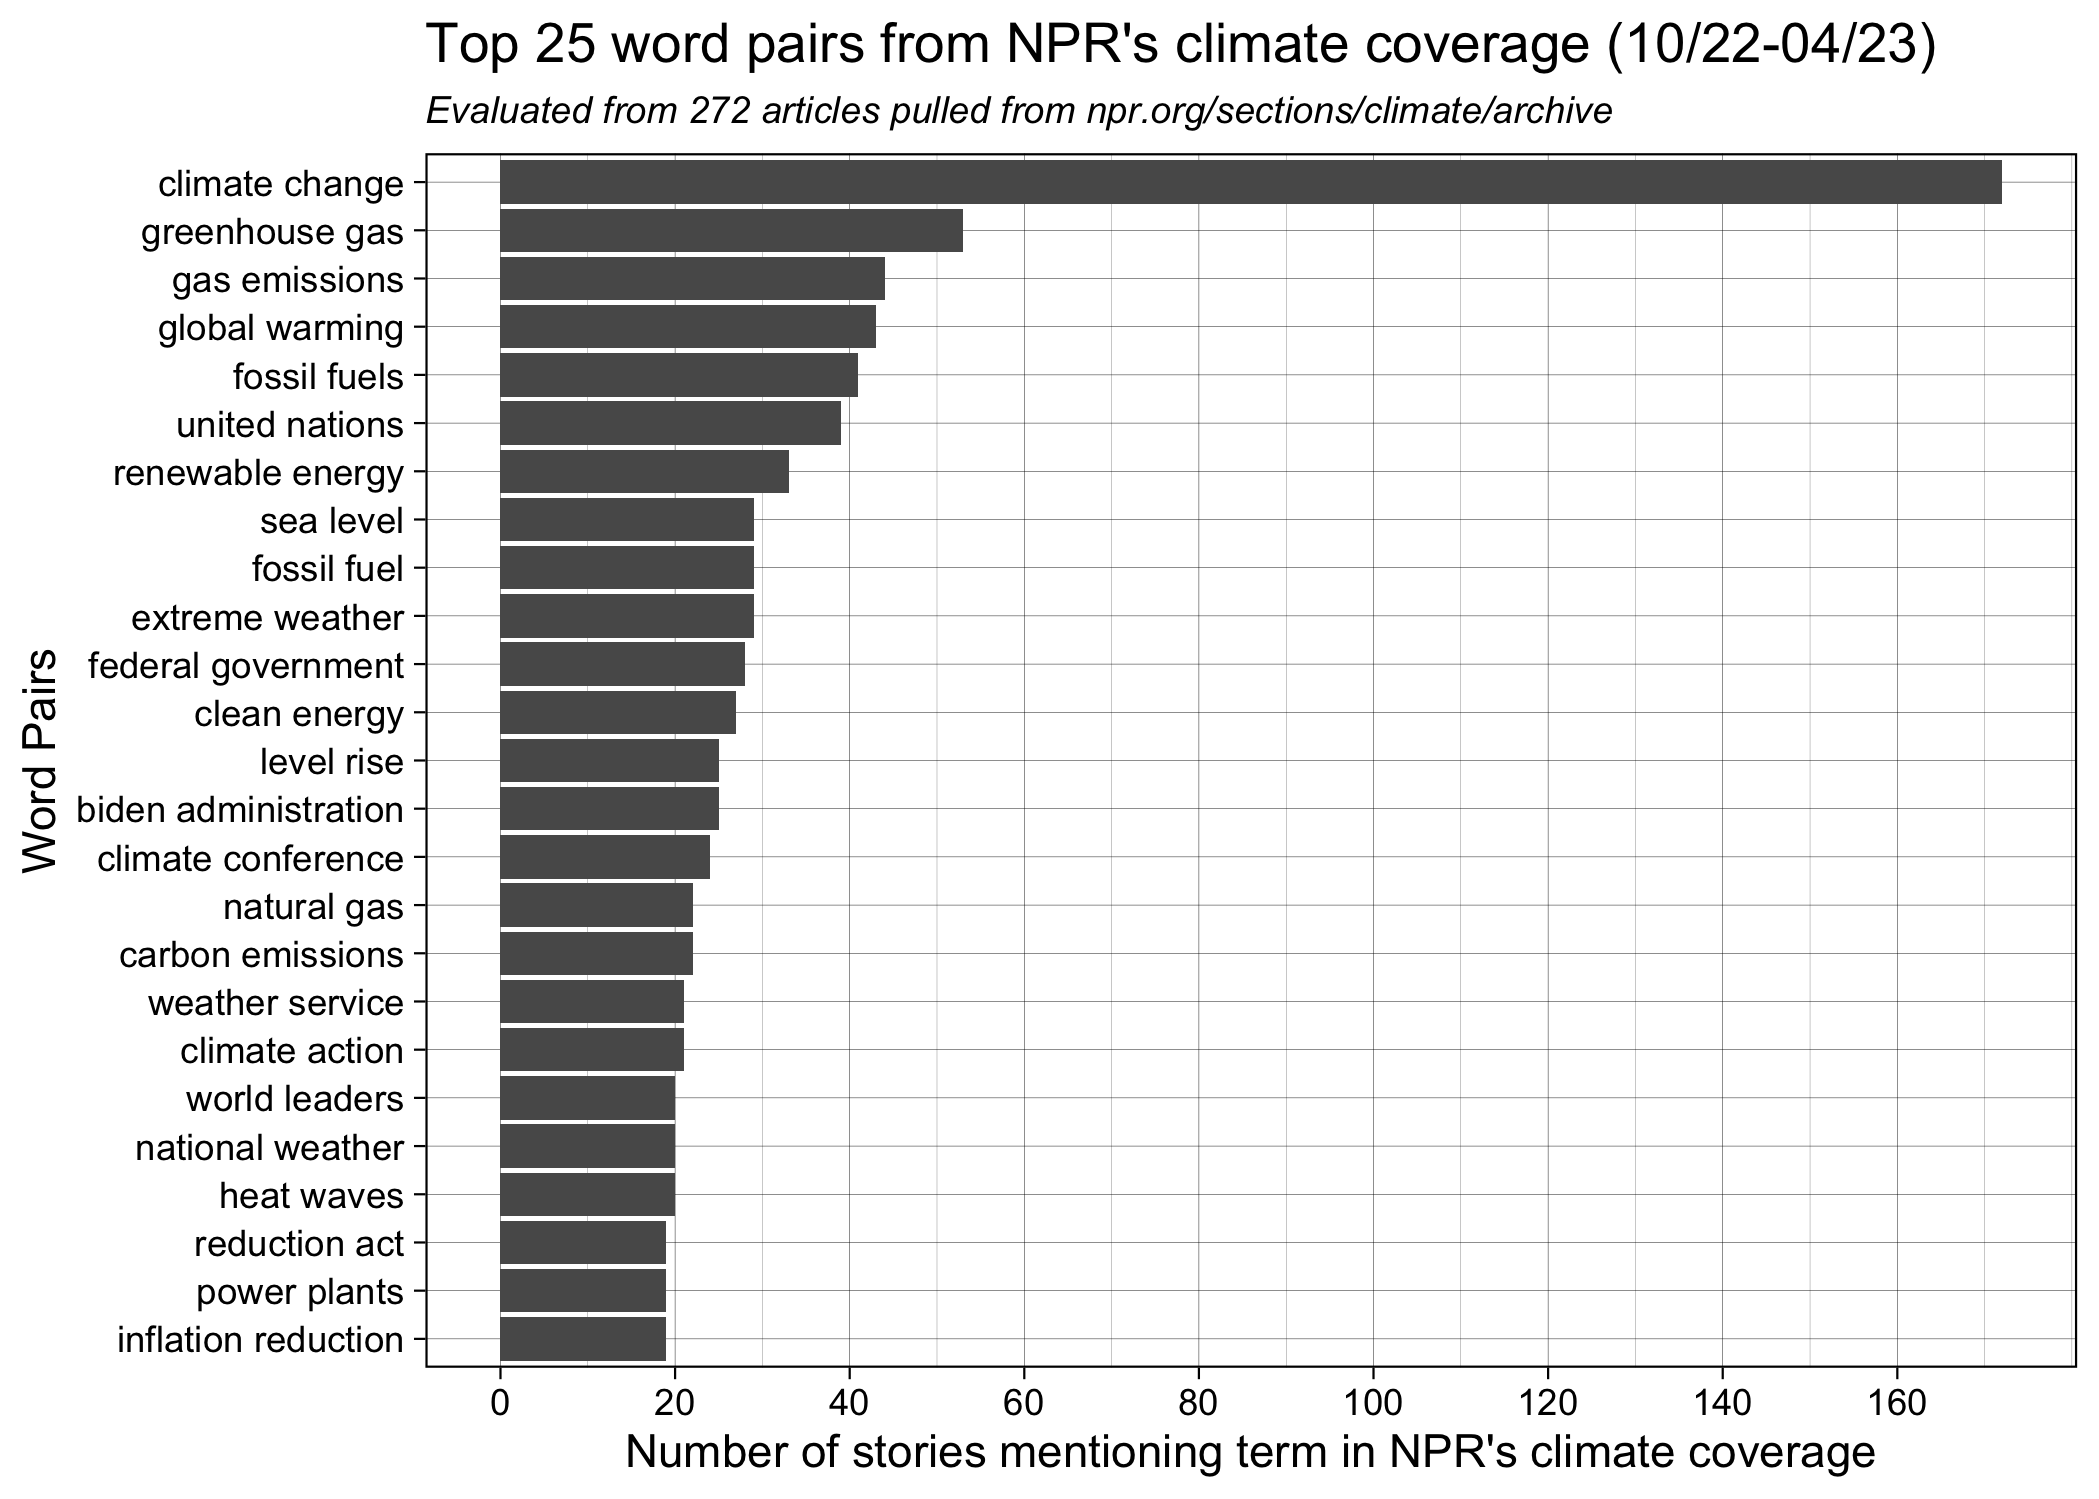 Top 25 word pairs from NPR's climate coverage (10/22-04/23)
Evaluated from 272 articles pulled from npr.org/sections/climate/archive
Word Pairs
climate change
greenhouse gas
gas emissions
global warming
fossil fuels
united nations
renewable energy
sea level
fossil fuel
extreme weather
federal government
clean energy
level rise
biden administration
climate conference
natural gas
carbon emissions
weather service
climate action
world leaders
national weather
heat waves
reduction act
power plants
inflation reduction
0 20 40 60 80 100 120 140 160
Number of stories mentioning term in NPR's climate coverage